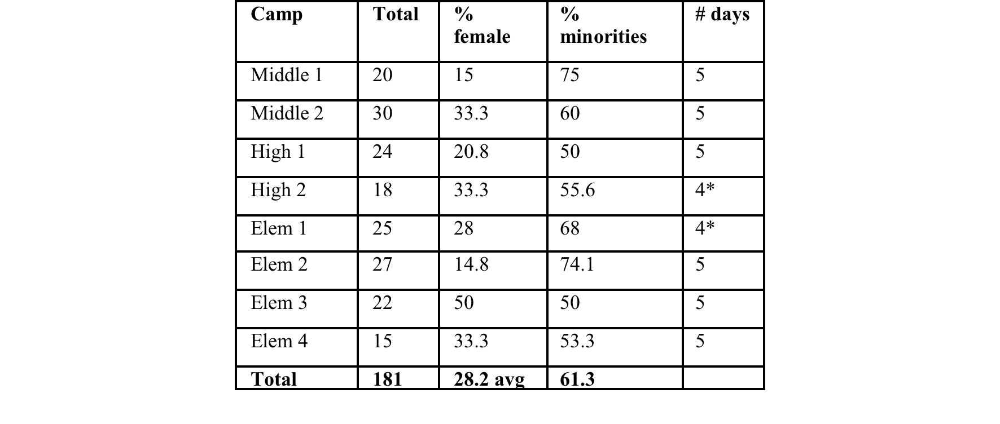 Camp Total % female % minorities # days
Middle 1 20 15 75 5
Middle 2 30 33.3 60 5
High 1 24 20.8 50 5
High 2 18 33.3 55.6 4*
Elem 1 25 28 68 4*
Elem 2 27 14.8 74.1 5
Elem 3 22 50 50 5
Elem 4 15 33.3 53.3 5
Total 181 28.2 avg 61.3